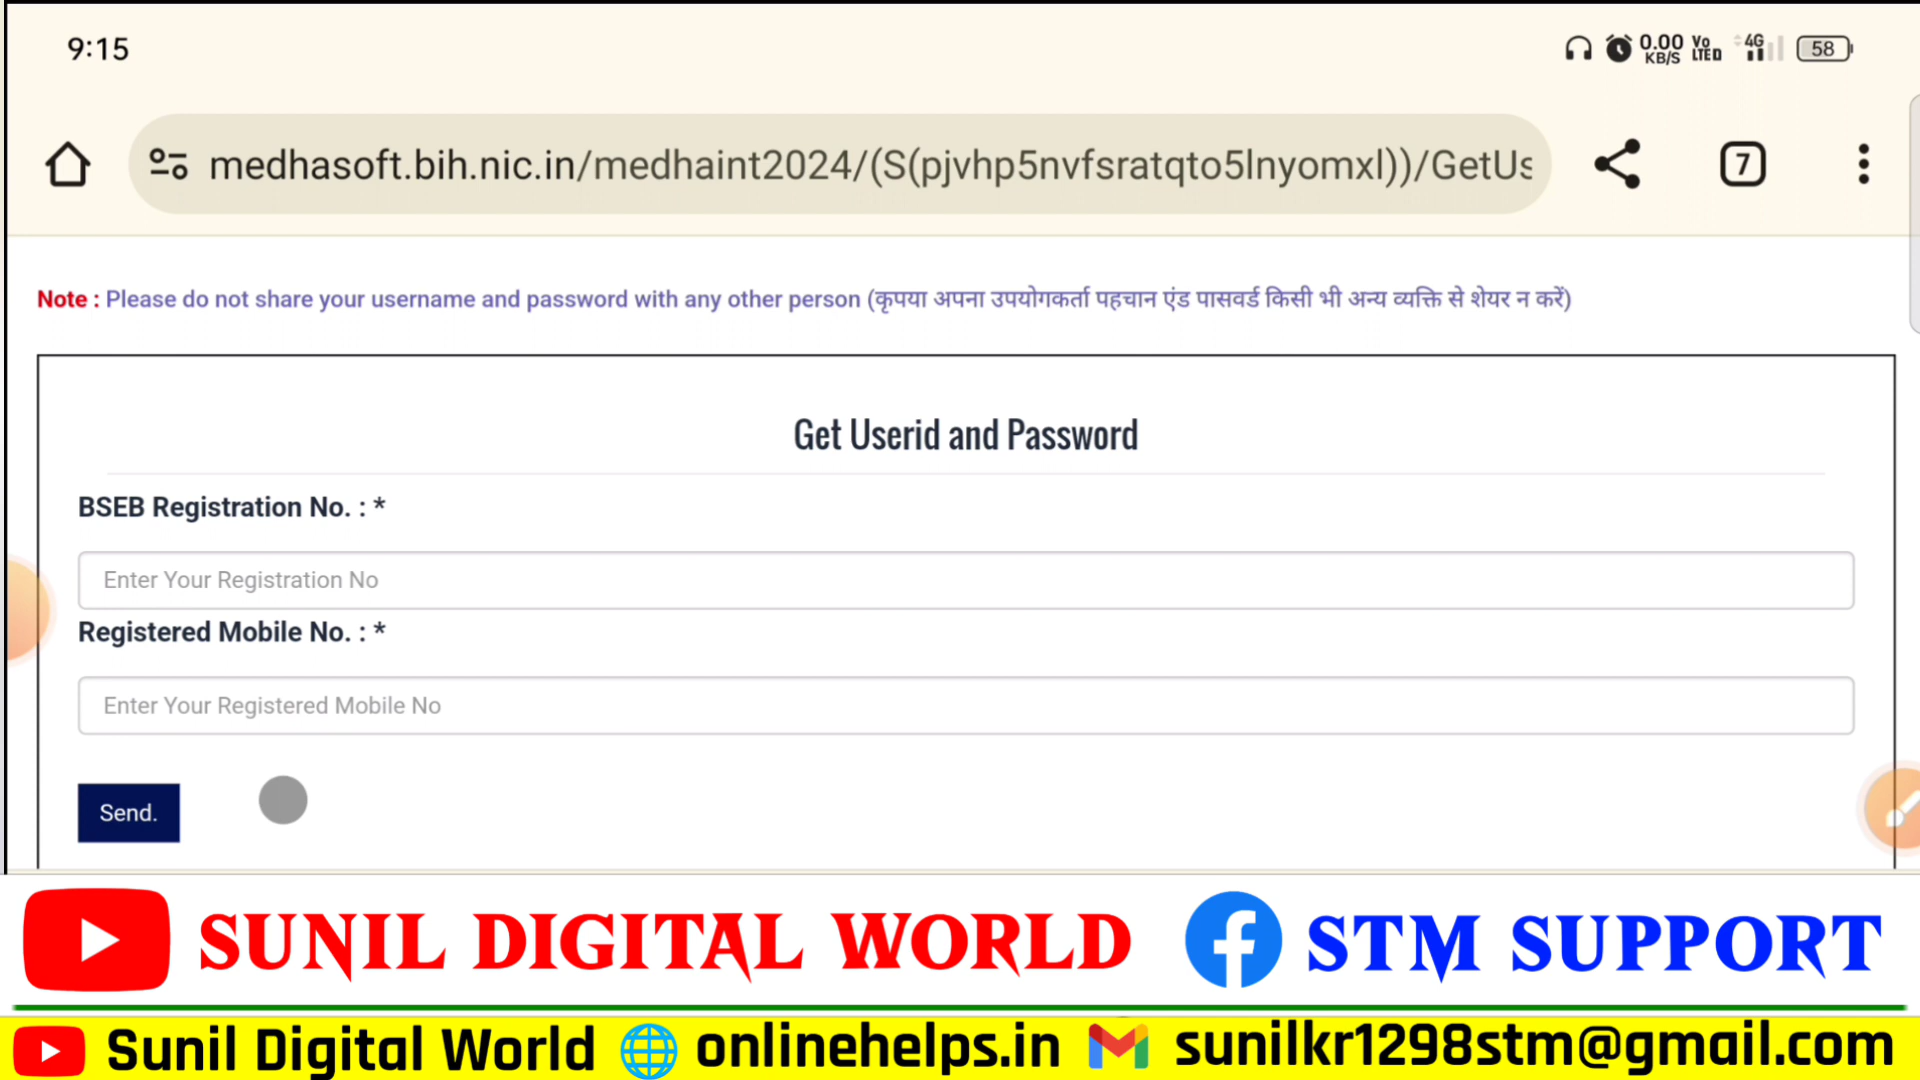 9:15
0.00 KB/S Vo LTE 4G 58
medhasoft.bih.nic.in/medhaint2024/(S(pjvhp5nvfsratqto5lnyomxl))/GetUs
7
Note : Please do not share your username and password with any other person (कृपया अपना उपयोगकर्ता पहचान एंड पासवर्ड किसी भी अन्य व्यक्ति से शेयर न करें)
Get Userid and Password
BSEB Registration No. : *
Enter Your Registration No
Registered Mobile No. : *
Enter Your Registered Mobile No
Send.
SUNIL DIGITAL WORLD STM SUPPORT
Sunil Digital World onlinehelps.in sunilkr1298stm@gmail.com